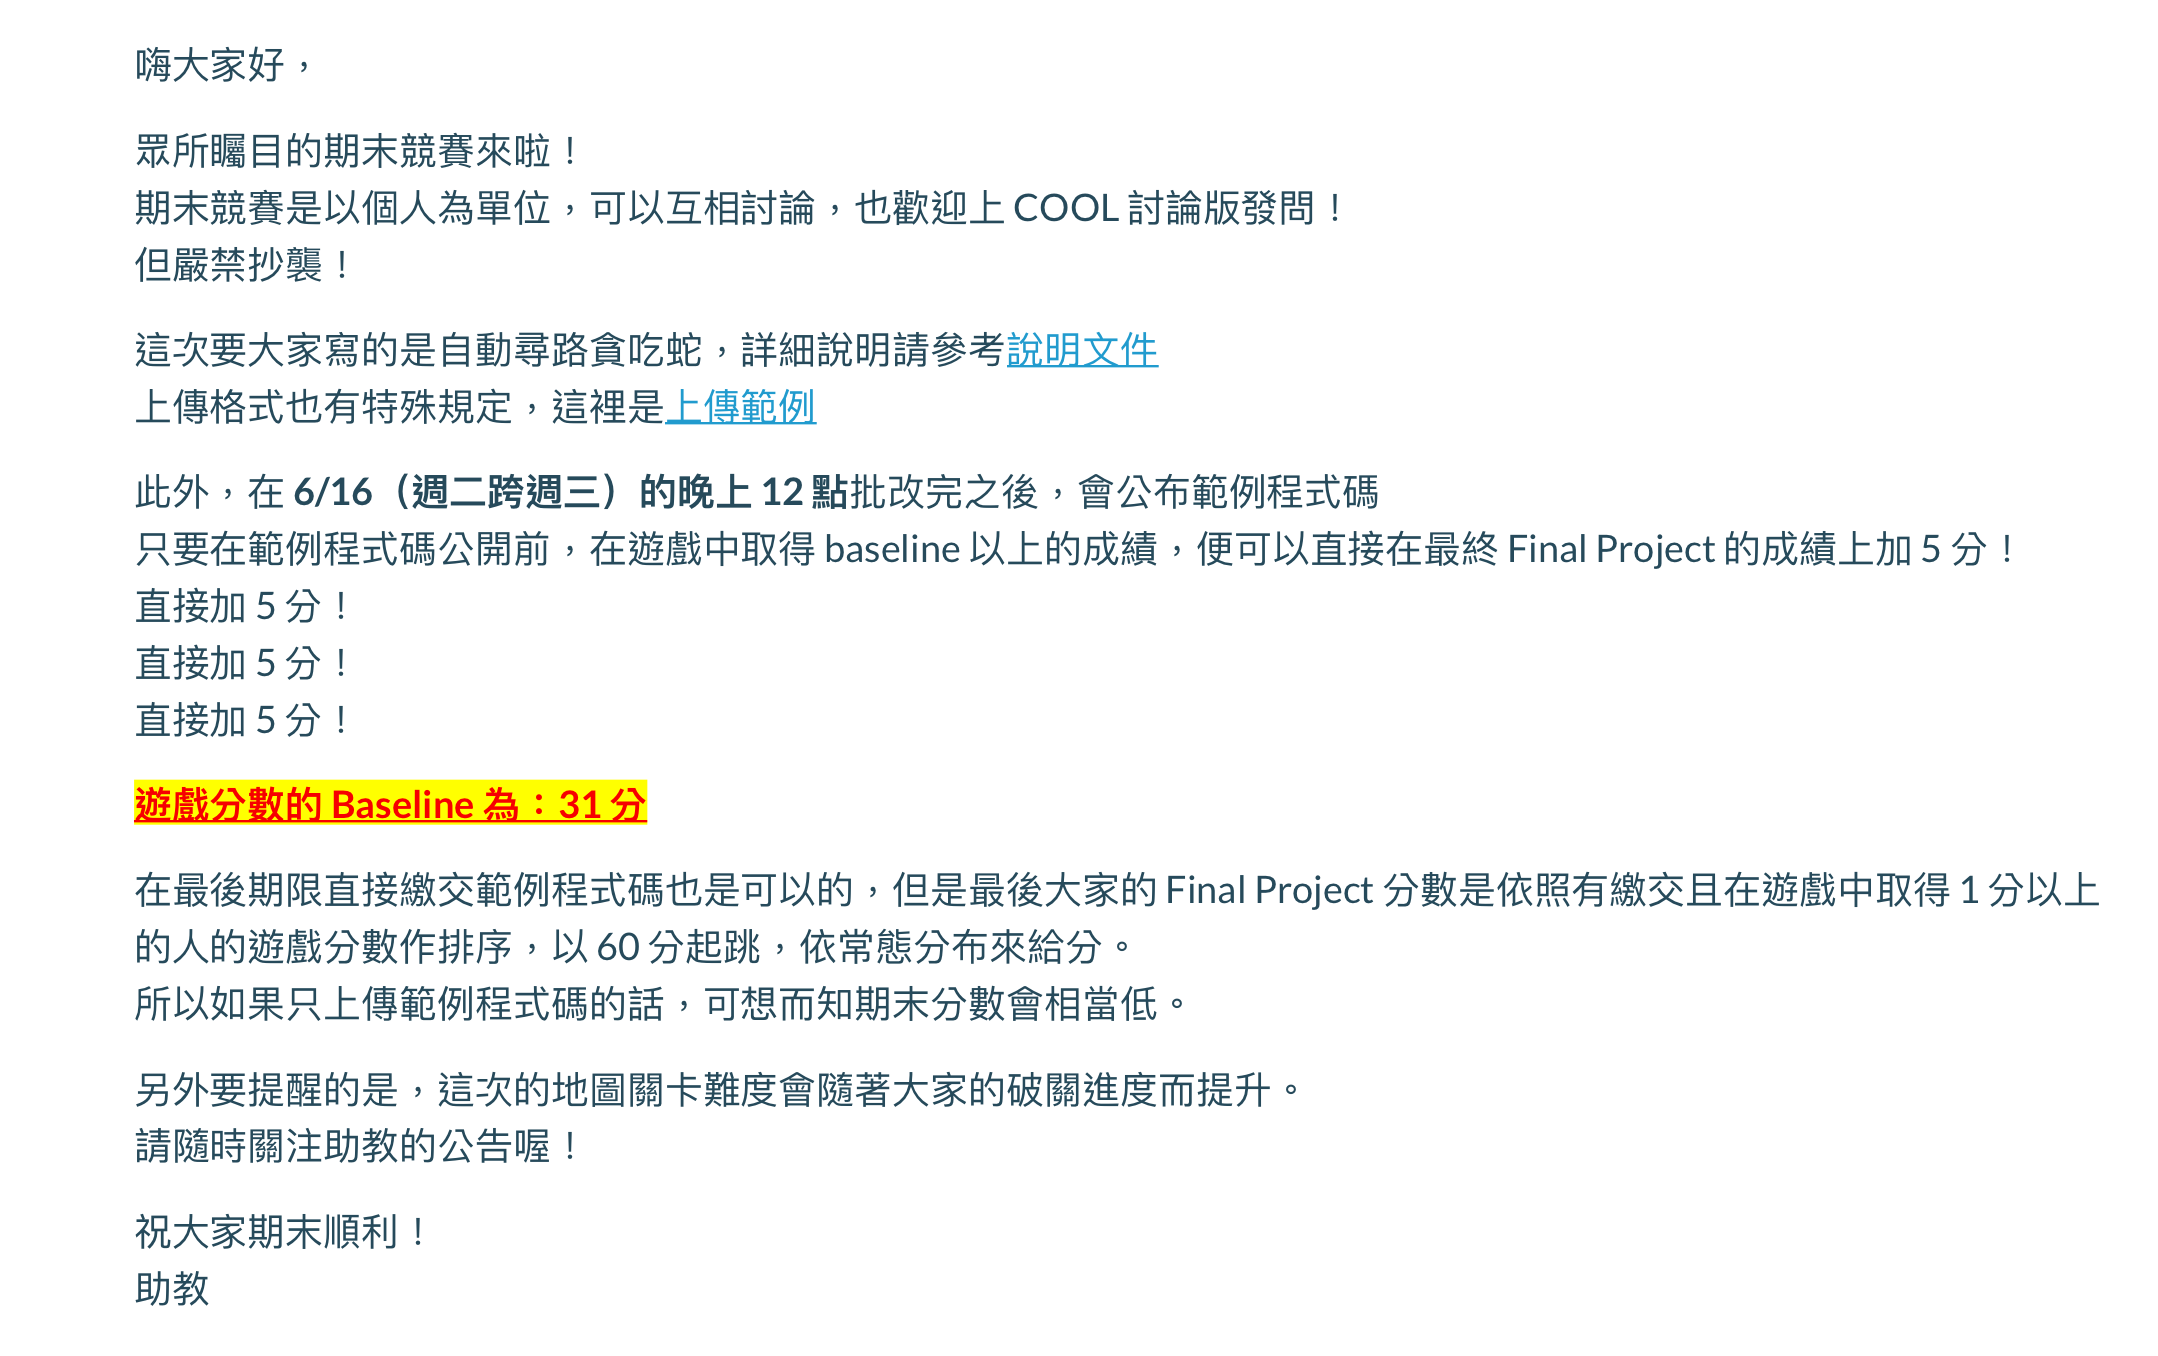 嗨大家好，
眾所矚目的期末競賽來啦！
期末競賽是以個人為單位，可以互相討論，也歡迎上 COOL 討論版發問！
但嚴禁抄襲！
這次要大家寫的是自動尋路貪吃蛇，詳細說明請參考說明文件
上傳格式也有特殊規定，這裡是上傳範例
此外，在 6/16（週二跨週三）的晚上 12 點批改完之後，會公布範例程式碼
只要在範例程式碼公開前，在遊戲中取得 baseline 以上的成績，便可以直接在最終 Final Project 的成績上加 5 分！
直接加 5 分！
直接加 5 分！
直接加 5 分！
遊戲分數的 Baseline 為：31 分
在最後期限直接繳交範例程式碼也是可以的，但是最後大家的 Final Project 分數是依照有繳交且在遊戲中取得 1 分以上
的人的遊戲分數作排序，以 60 分起跳，依常態分布來給分。
所以如果只上傳範例程式碼的話，可想而知期末分數會相當低。
另外要提醒的是，這次的地圖關卡難度會隨著大家的破關進度而提升。
請隨時關注助教的公告喔！
祝大家期末順利！
助教